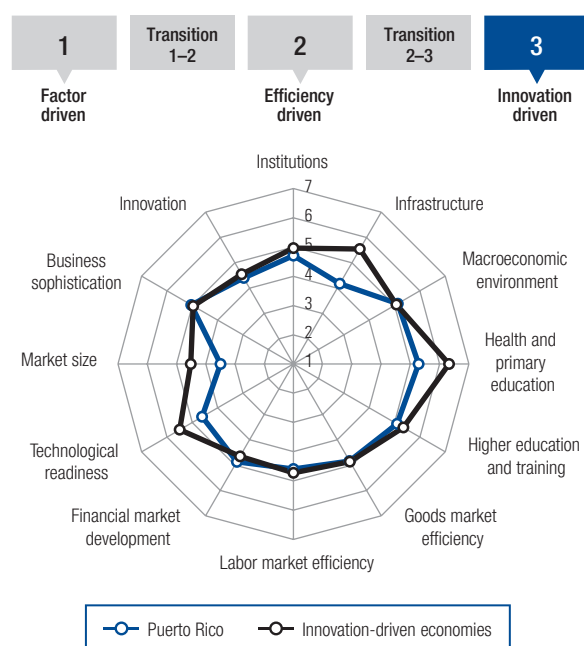 1
Transition
1–2
2
Transition
2–3
3
Factor
driven
Efficiency
driven
Innovation
driven
Institutions
7
6
5
4
3
2
1
Infrastructure
Macroeconomic
environment
Health and
primary
education
Higher education
and training
Goods market
efficiency
Labor market efficiency
Financial market
development
Technological
readiness
Market size
Business
sophistication
Innovation
Puerto Rico
Innovation-driven economies